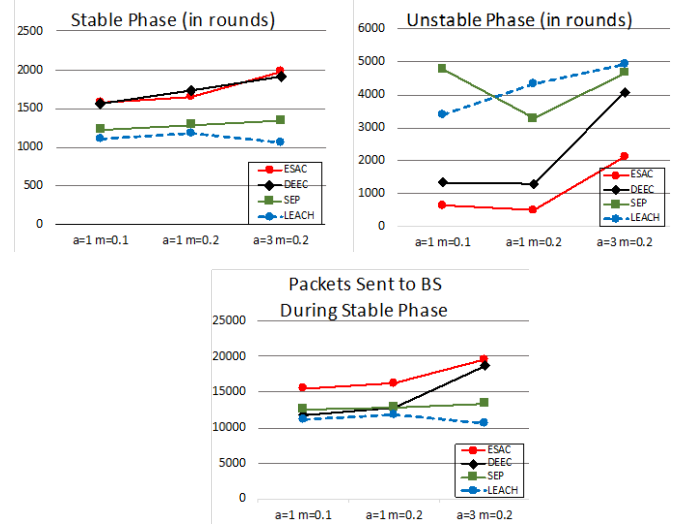 Stable Phase (in rounds)
2500
2000
1500
1000
500
0
a=1 m=0.1
a=1 m=0.2
a=3 m=0.2
ESAC
DEEC
SEP
LEACH
Unstable Phase (in rounds)
6000
5000
4000
3000
2000
1000
0
a=1 m=0.1
a=1 m=0.2
a=3 m=0.2
ESAC
DEEC
SEP
LEACH
Packets Sent to BS
During Stable Phase
25000
20000
15000
10000
5000
0
a=1 m=0.1
a=1 m=0.2
a=3 m=0.2
ESAC
DEEC
SEP
LEACH